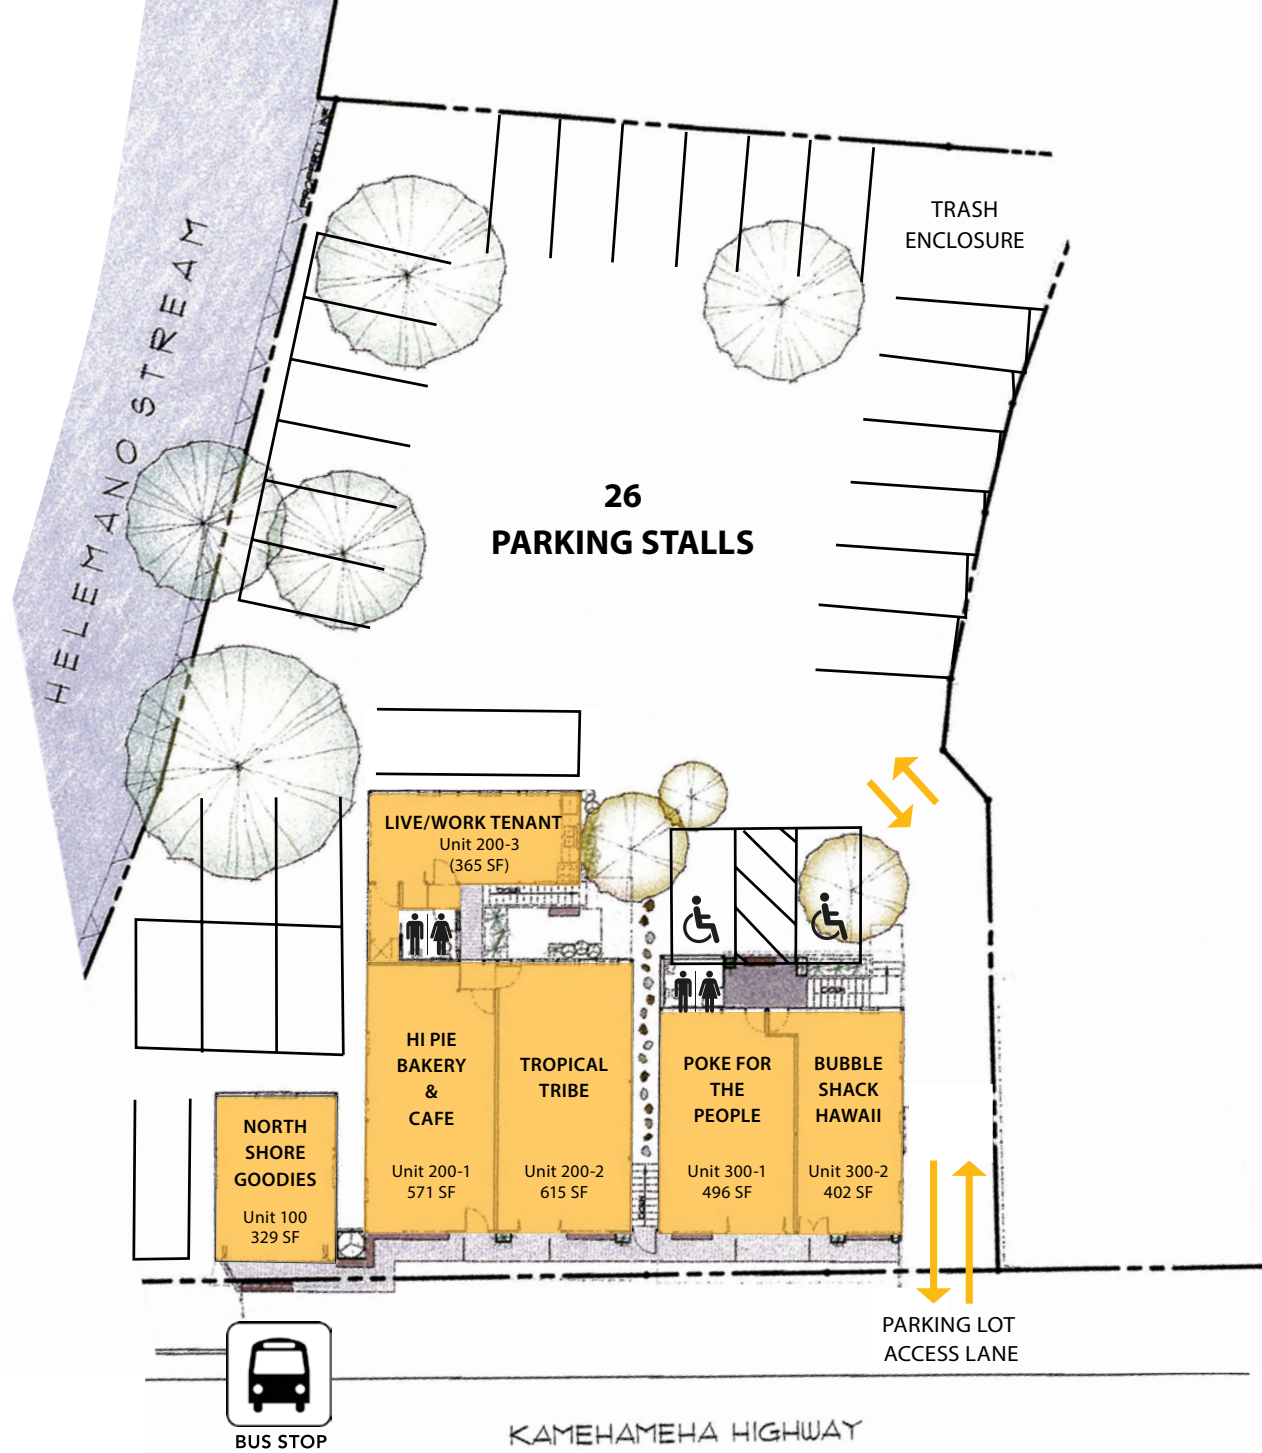 TRASH
ENCLOSURE
HELEMANO STREAM
26
PARKING STALLS
LIVE/WORK TENANT
Unit 200-3
(365 SF)
HI PIE
BAKERY
&
CAFE
Unit 200-1
571 SF
TROPICAL
TRIBE
Unit 200-2
615 SF
POKE FOR
THE
PEOPLE
Unit 300-1
496 SF
BUBBLE
SHACK
HAWAII
Unit 300-2
402 SF
NORTH
SHORE
GOODIES
Unit 100
329 SF
PARKING LOT
ACCESS LANE
BUS STOP
KAMEHAMEHA HIGHWAY